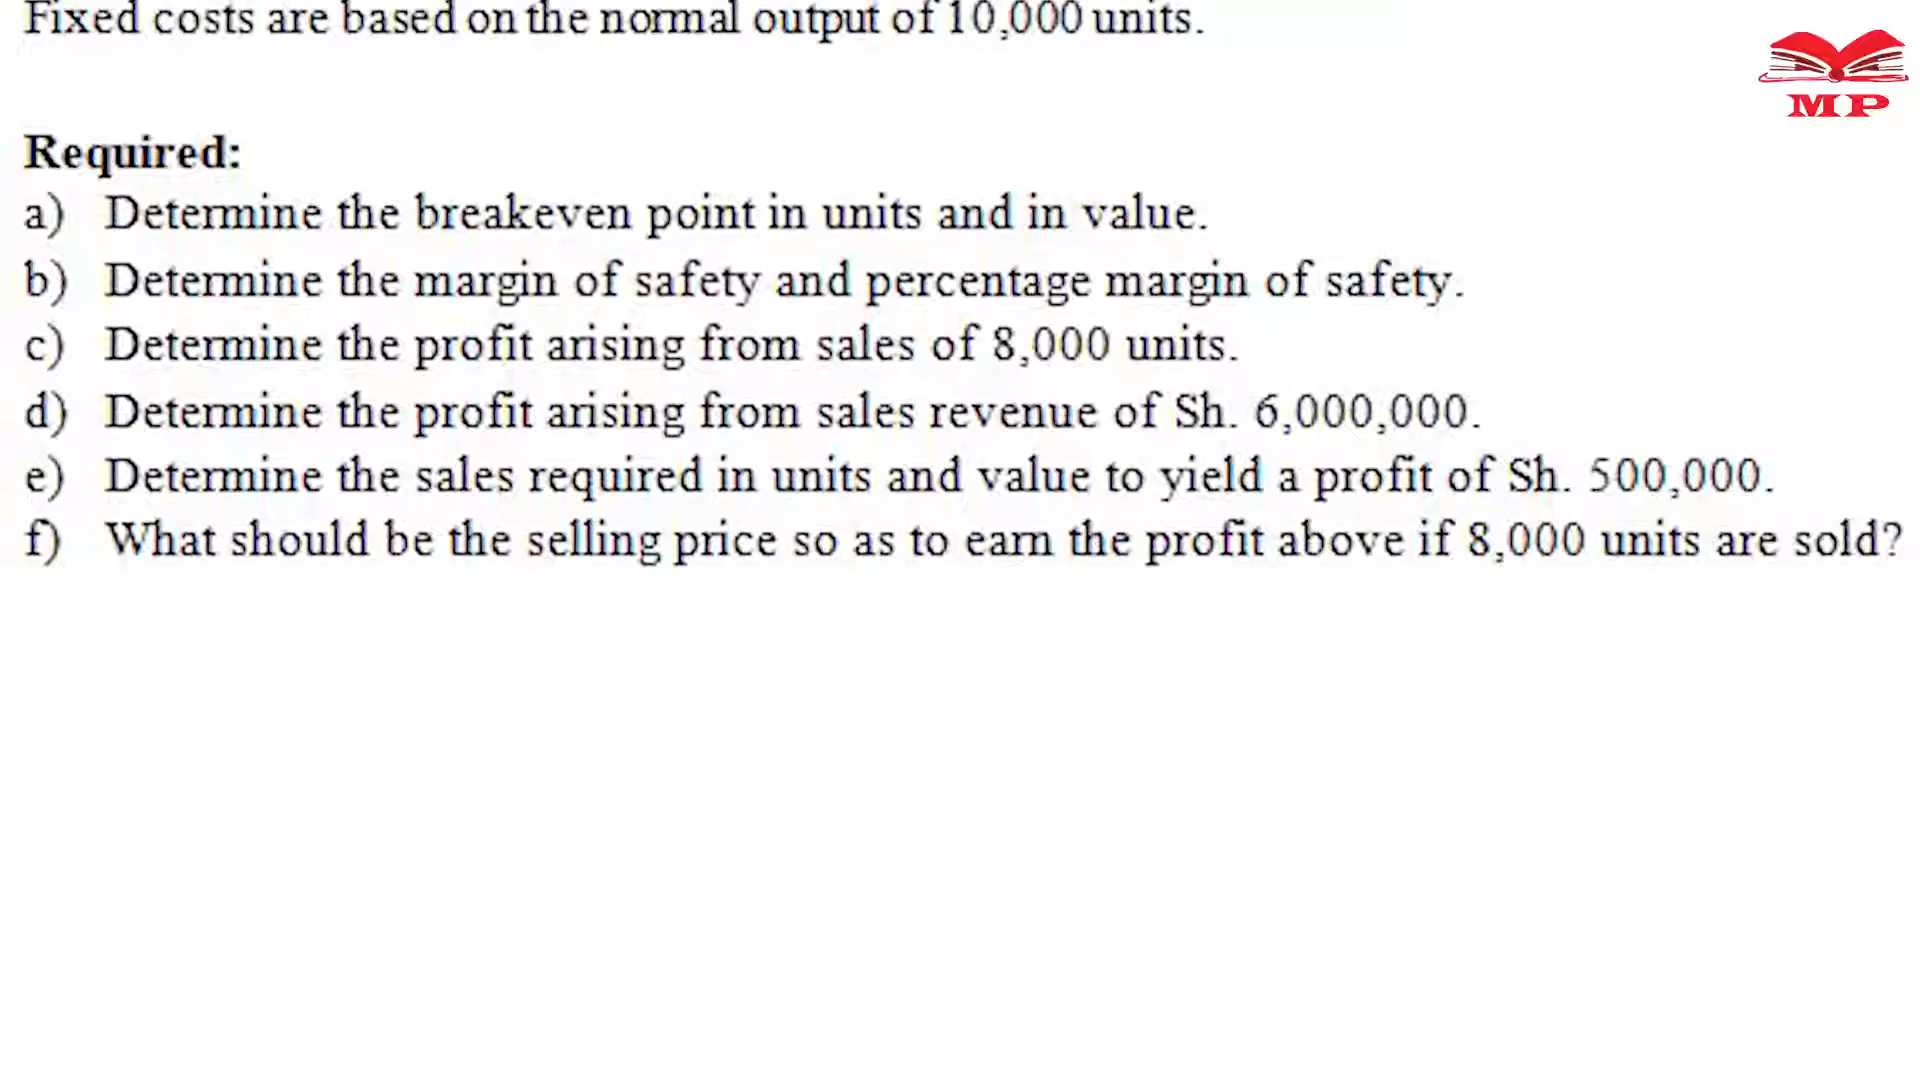 Fixed costs are based on the normal output of 10,000 units.
MP
Required:
a) Determine the breakeven point in units and in value.
b) Determine the margin of safety and percentage margin of safety.
c) Determine the profit arising from sales of 8,000 units.
d) Determine the profit arising from sales revenue of Sh. 6,000,000.
e) Determine the sales required in units and value to yield a profit of Sh. 500,000.
f) What should be the selling price so as to earn the profit above if 8,000 units are sold?